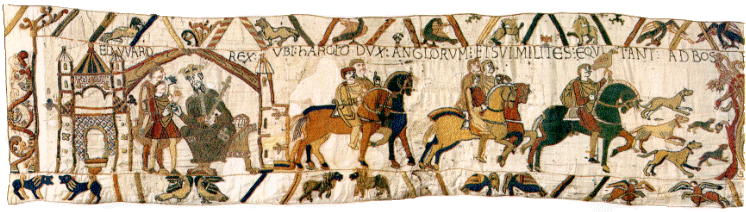 EDWARD REX: VBI: hAROLD DVX: ANGLORVM: ET SVI MILITES: EQVITANT: AD BOS